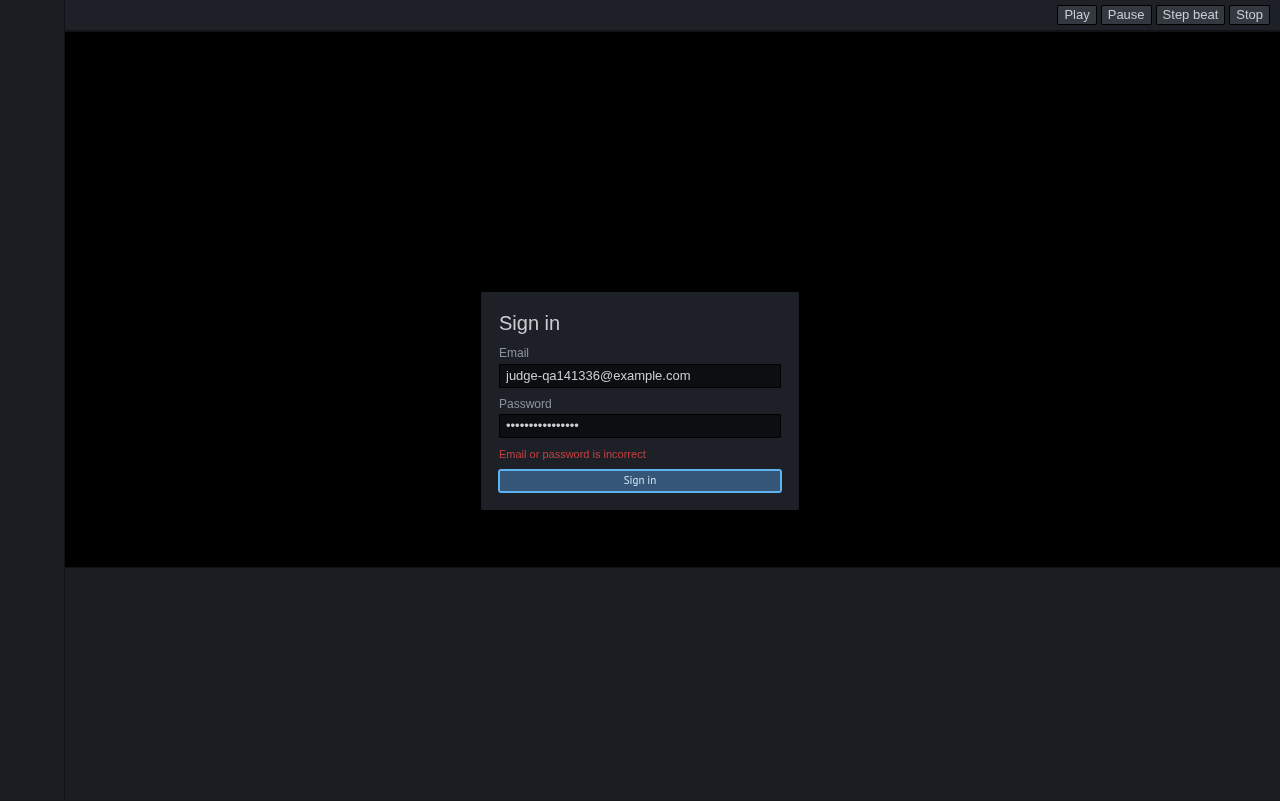 Play Pause Step beat Stop
Sign in
Email
judge-qa141336@example.com
Password
••••••••••••••••
Email or password is incorrect
Sign in